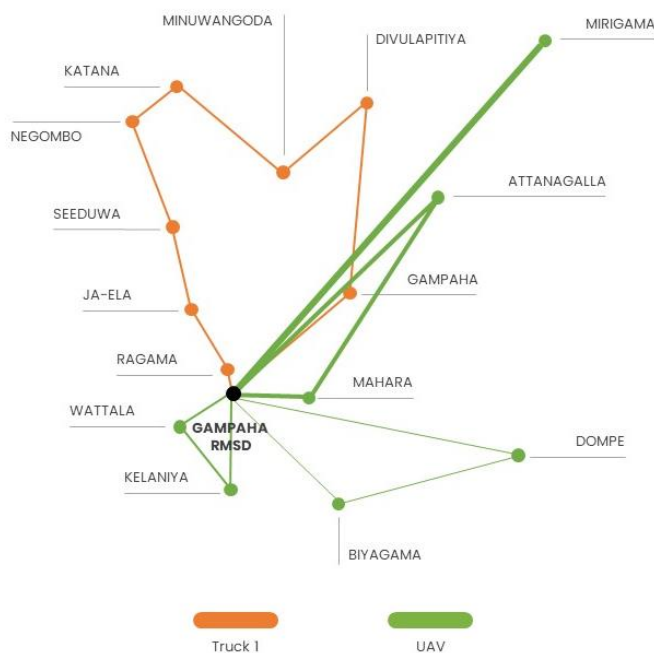 MINUWANGODA
MIRIGAMA
DIVULAPITIYA
KATANA
NEGOMBO
ATTANAGALLA
SEEDUWA
GAMPAHA
JA-ELA
RAGAMA
MAHARA
WATTALA
GAMPAHA
RMSD
DOMPE
KELANIYA
BIYAGAMA
Truck 1
UAV